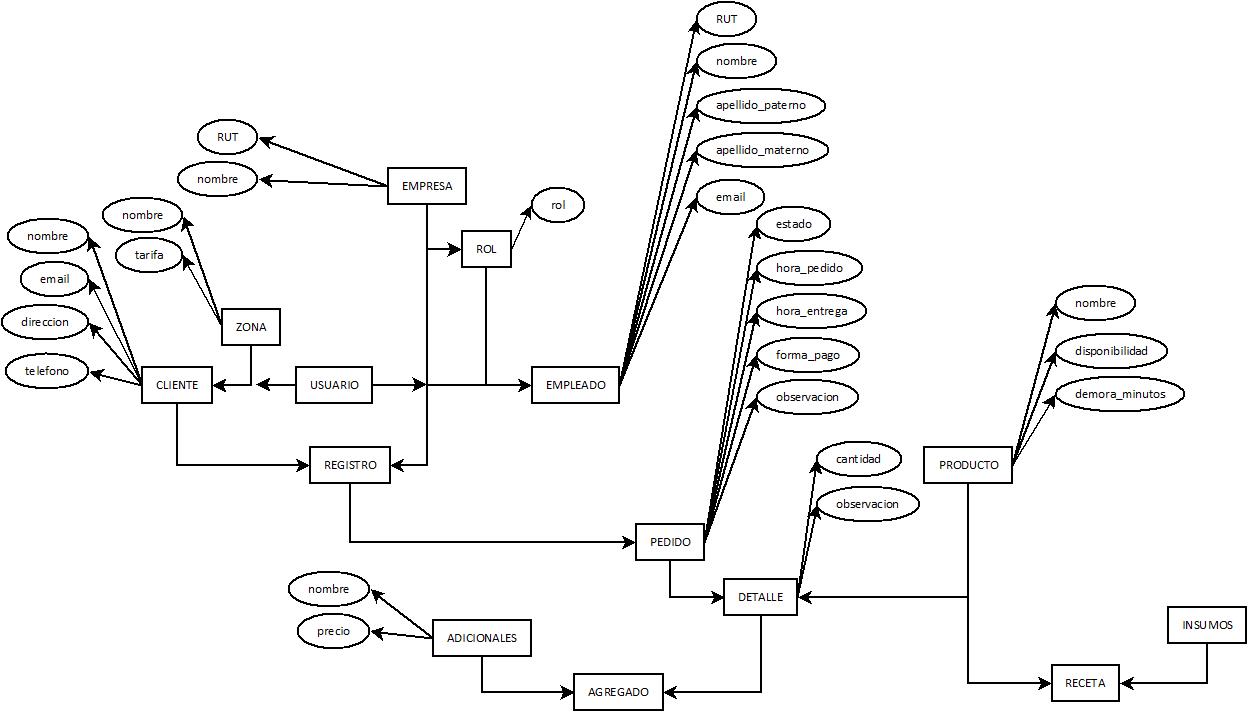 RUT
nombre
apellido_paterno
RUT
apellido_materno
nombre
EMPRESA
email
rol
nombre
estado
nombre
ROL
tarifa
hora_pedido
email
nombre
hora_entrega
direccion
ZONA
disponibilidad
forma_pago
telefono
CLIENTE
USUARIO
EMPLEADO
demora_minutos
observacion
cantidad
REGISTRO
PRODUCTO
observacion
PEDIDO
nombre
DETALLE
INSUMOS
precio
ADICIONALES
RECETA
AGREGADO